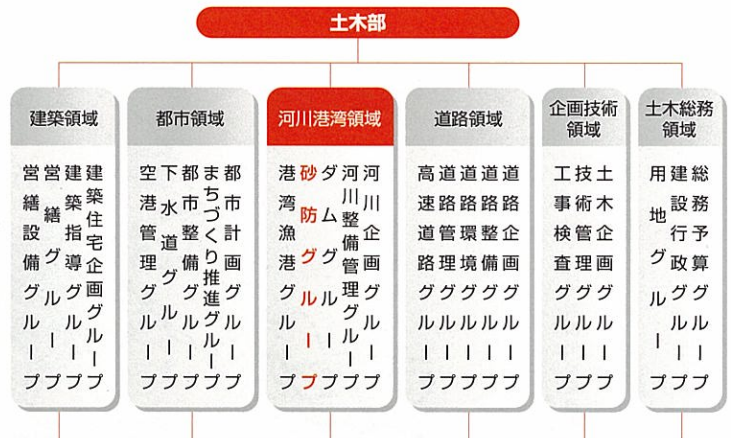 土木部
土木総務
領域
総務予算グループ
建設行政グループ
用地グループ
企画技術
領域
土木企画グループ
技術管理グループ
工事検査グループ
道路領域
道路企画グループ
道路整備グループ
道路環境グループ
道路管理グループ
高速道路グループ
河川港湾領域
河川企画グループ
河川整備管理グループ
ダムグループ
砂防グループ
港湾漁港グループ
都市領域
都市計画グループ
まちづくり推進グループ
都市整備グループ
下水道グループ
空港管理グループ
建築領域
建築住宅企画グループ
建築指導グループ
営繕グループ
営繕設備グループ